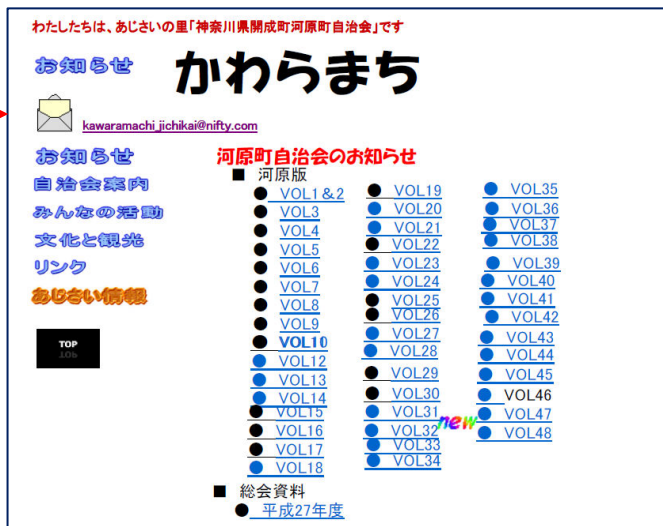 わたしたちは、あじさいの里「神奈川県開成町河原町自治会」です
お知らせ
かわらまち
kawaramachi_jichikai@nifty.com
お知らせ
自治会案内
みんなの活動
文化と観光
リンク
あじさい情報
TOP
河原町自治会のお知らせ
■ 河原版
● VOL1&2
● VOL3
● VOL4
● VOL5
● VOL6
● VOL7
● VOL8
● VOL9
● VOL10
● VOL12
● VOL13
● VOL14
● VOL15
● VOL16
● VOL17
● VOL18
● VOL19
● VOL20
● VOL21
● VOL22
● VOL23
● VOL24
● VOL25
● VOL26
● VOL27
● VOL28
● VOL29
● VOL30
● VOL31
● VOL32
● VOL33
● VOL34
● VOL35
● VOL36
● VOL37
● VOL38
● VOL39
● VOL40
● VOL41
● VOL42
● VOL43
● VOL44
● VOL45
● VOL46
● VOL47
new
● VOL48
■ 総会資料
● 平成27年度